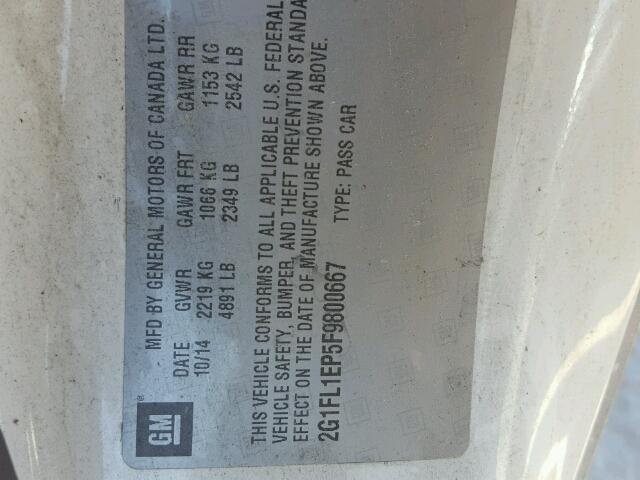 GM
®
MFD BY GENERAL MOTORS OF CANADA LTD.
DATE GVWR GAWR FRT GAWR RR
10/14 2219 KG 1066 KG 1153 KG
4891 LB 2349 LB 2542 LB
THIS VEHICLE CONFORMS TO ALL APPLICABLE U.S. FEDERAL
VEHICLE SAFETY, BUMPER, AND THEFT PREVENTION STANDA
EFFECT ON THE DATE OF MANUFACTURE SHOWN ABOVE.
2G1FL1EP5F9800667 TYPE: PASS CAR